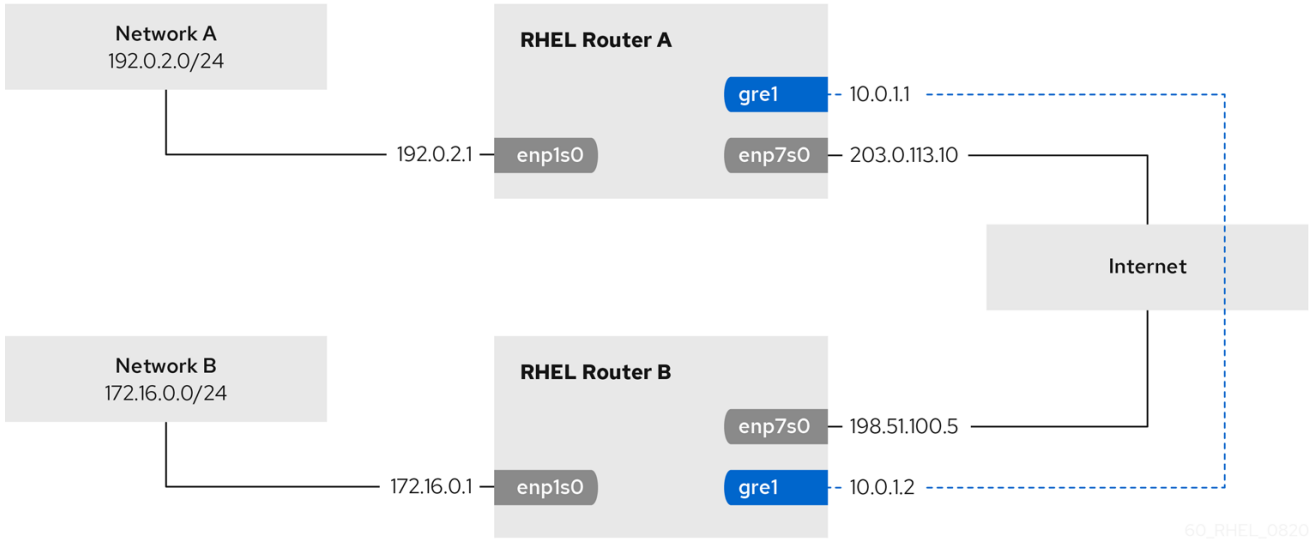 Network A
192.0.2.0/24
RHEL Router A
gre1
10.0.1.1
192.0.2.1
enp1s0
enp7s0
203.0.113.10
Internet
Network B
172.16.0.0/24
RHEL Router B
enp7s0
198.51.100.5
172.16.0.1
enp1s0
gre1
10.0.1.2
60_RHEL_0820